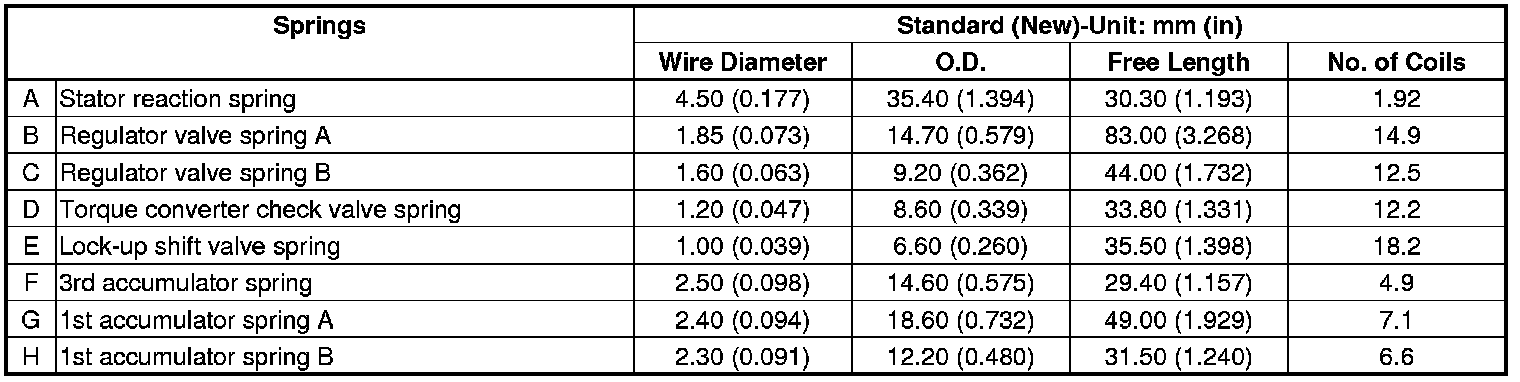 Springs Standard (New)-Unit: mm (in)
Wire Diameter O.D. Free Length No. of Coils
A Stator reaction spring 4.50 (0.177) 35.40 (1.394) 30.30 (1.193) 1.92
B Regulator valve spring A 1.85 (0.073) 14.70 (0.579) 83.00 (3.268) 14.9
C Regulator valve spring B 1.60 (0.063) 9.20 (0.362) 44.00 (1.732) 12.5
D Torque converter check valve spring 1.20 (0.047) 8.60 (0.339) 33.80 (1.331) 12.2
E Lock-up shift valve spring 1.00 (0.039) 6.60 (0.260) 35.50 (1.398) 18.2
F 3rd accumulator spring 2.50 (0.098) 14.60 (0.575) 29.40 (1.157) 4.9
G 1st accumulator spring A 2.40 (0.094) 18.60 (0.732) 49.00 (1.929) 7.1
H 1st accumulator spring B 2.30 (0.091) 12.20 (0.480) 31.50 (1.240) 6.6